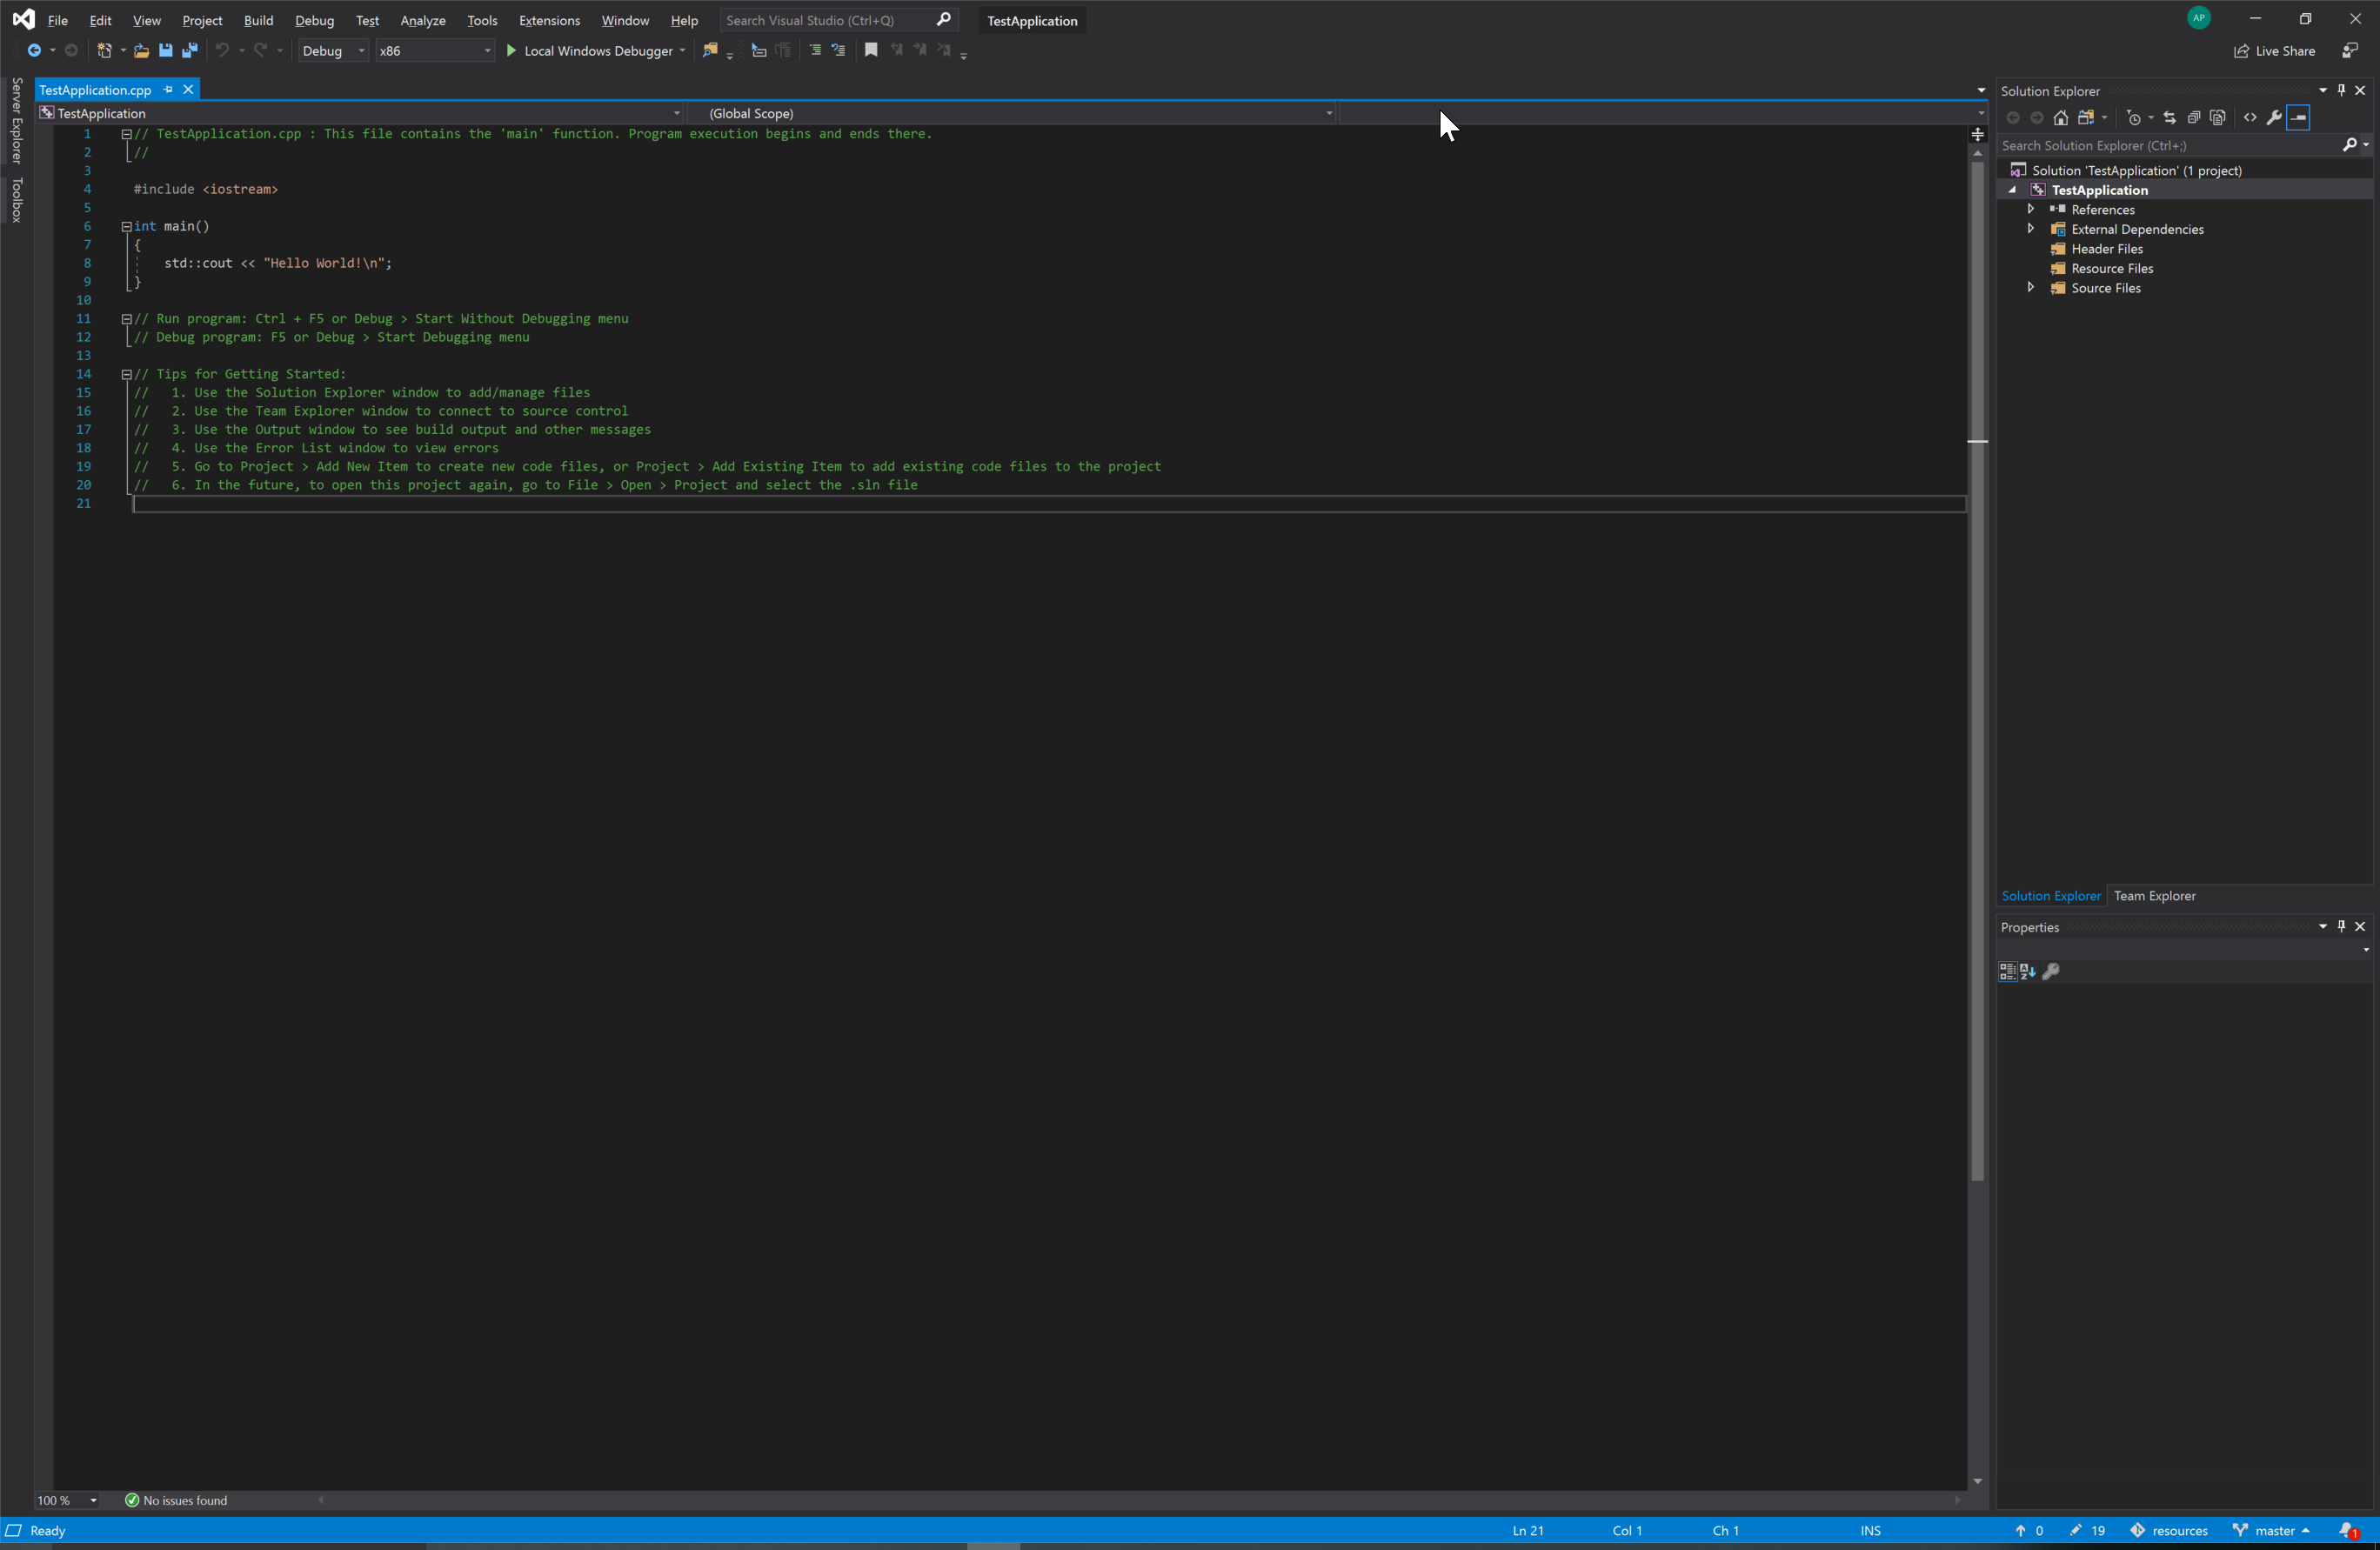 File Edit View Project Build Debug Test Analyze Tools Extensions Window Help Search Visual Studio (Ctrl+Q) TestApplication AP
Debug x86 Local Windows Debugger Live Share
Server Explorer
Toolbox
TestApplication.cpp
TestApplication (Global Scope)
1 // TestApplication.cpp : This file contains the 'main' function. Program execution begins and ends there.
2 //
3
4 #include <iostream>
5
6 int main()
7 {
8 std::cout << "Hello World!\n";
9 }
10
11 // Run program: Ctrl + F5 or Debug > Start Without Debugging menu
12 // Debug program: F5 or Debug > Start Debugging menu
13
14 // Tips for Getting Started:
15 // 1. Use the Solution Explorer window to add/manage files
16 // 2. Use the Team Explorer window to connect to source control
17 // 3. Use the Output window to see build output and other messages
18 // 4. Use the Error List window to view errors
19 // 5. Go to Project > Add New Item to create new code files, or Project > Add Existing Item to add existing code files to the project
20 // 6. In the future, to open this project again, go to File > Open > Project and select the .sln file
21
Solution Explorer
Search Solution Explorer (Ctrl+;)
Solution 'TestApplication' (1 project)
TestApplication
References
External Dependencies
Header Files
Resource Files
Source Files
Solution Explorer Team Explorer
Properties
100 % No issues found
Ready Ln 21 Col 1 Ch 1 INS 0 19 resources master 1